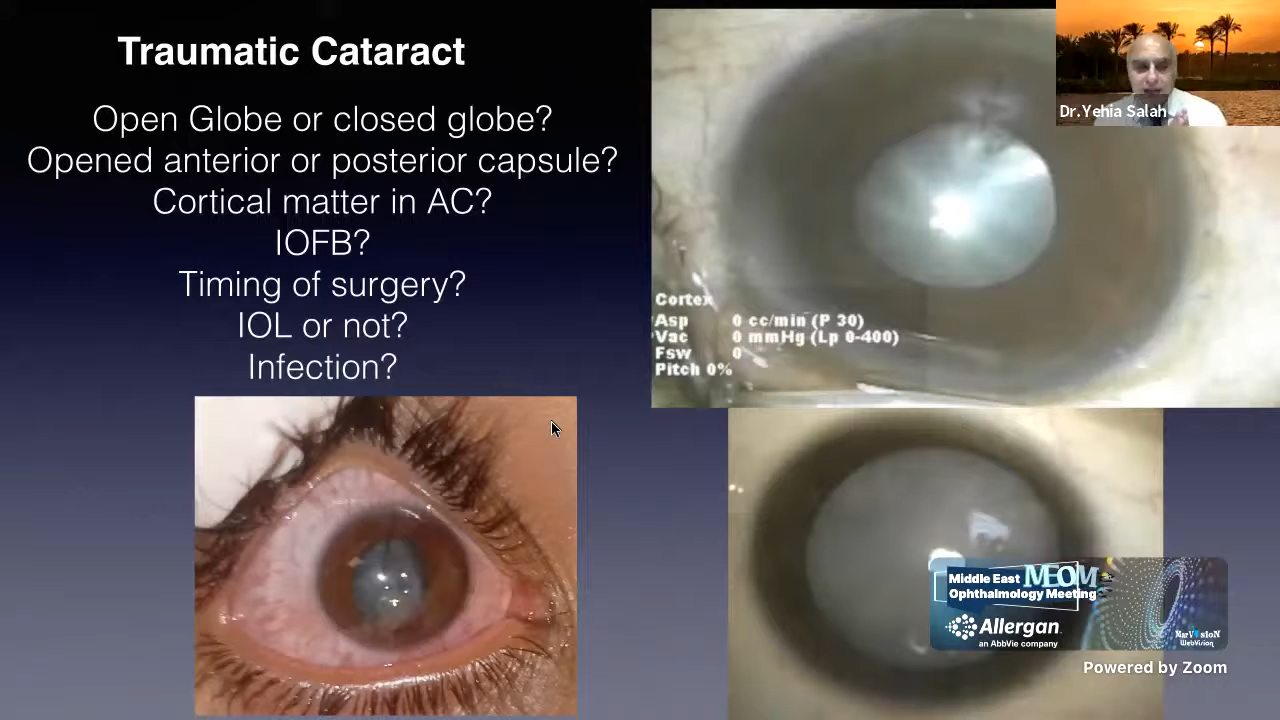 Traumatic Cataract
Open Globe or closed globe?
Opened anterior or posterior capsule?
Cortical matter in AC?
IOFB?
Timing of surgery?
IOL or not?
Infection?
Dr.Yehia Salah
Cortex
Asp 0 cc/min (P 30)
Vac 0 mmHg (Lp 0-400)
Fsw 0
Pitch 0%
Middle East MEOM
Ophthalmology Meeting
Allergan
an AbbVie company
NarVisioN
WebVision
Powered by Zoom